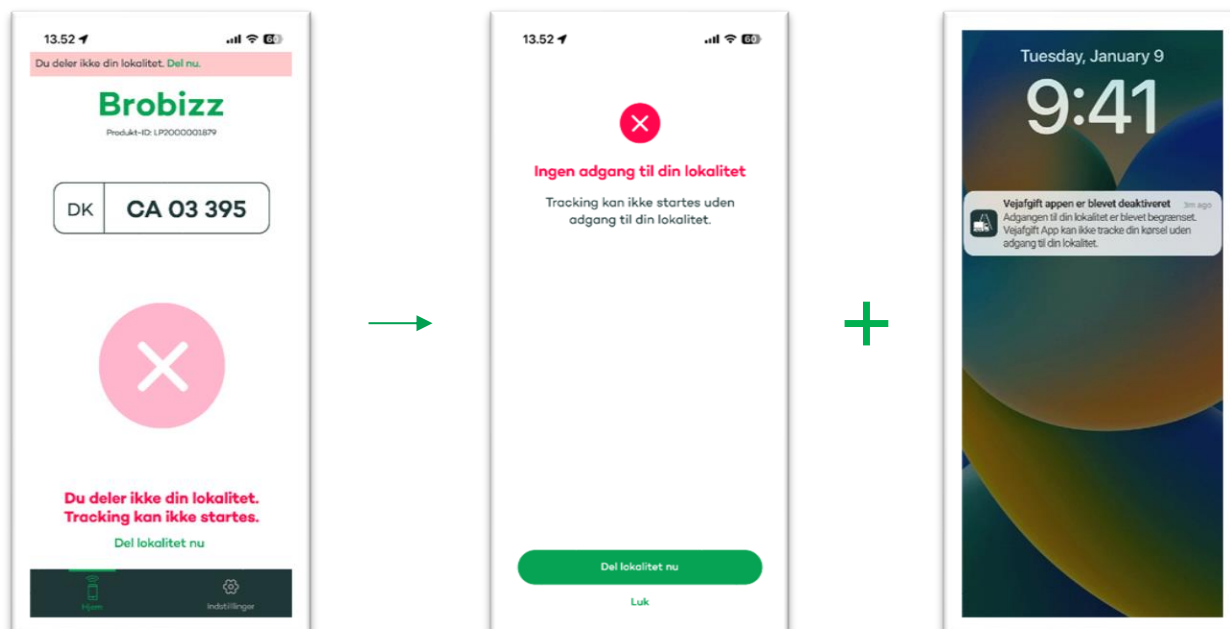 13.52
60
Du deler ikke din lokalitet. Del nu.
Brobizz
Produkt-ID: LP2000001879
DK CA 03 395
Du deler ikke din lokalitet.
Tracking kan ikke startes.
Del lokalitet nu
Hjem
Indstillinger
13.52
60
Ingen adgang til din lokalitet
Tracking kan ikke startes uden
adgang til din lokalitet.
Del lokalitet nu
Luk
Tuesday, January 9
9:41
Vejafgift appen er blevet deaktiveret 3m ago
Adgangen til din lokalitet er blevet begrænset.
Vejafgift App kan ikke tracke din kørsel uden
adgang til din lokalitet.